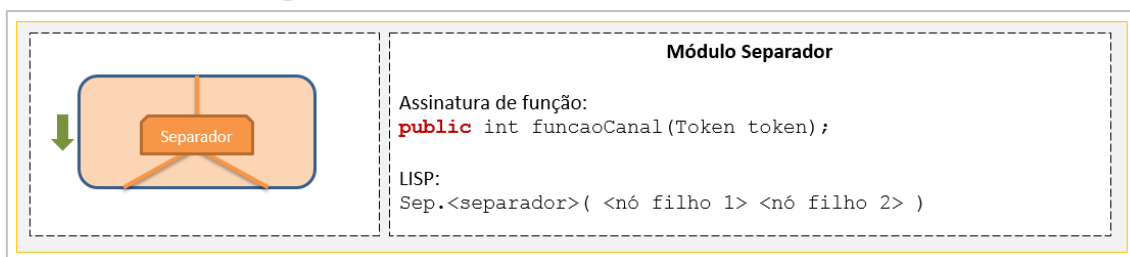 Separador
Módulo Separador
Assinatura de função:
public int funcaoCanal(Token token);
LISP:
Sep.<separador>( <nó filho 1> <nó filho 2> )